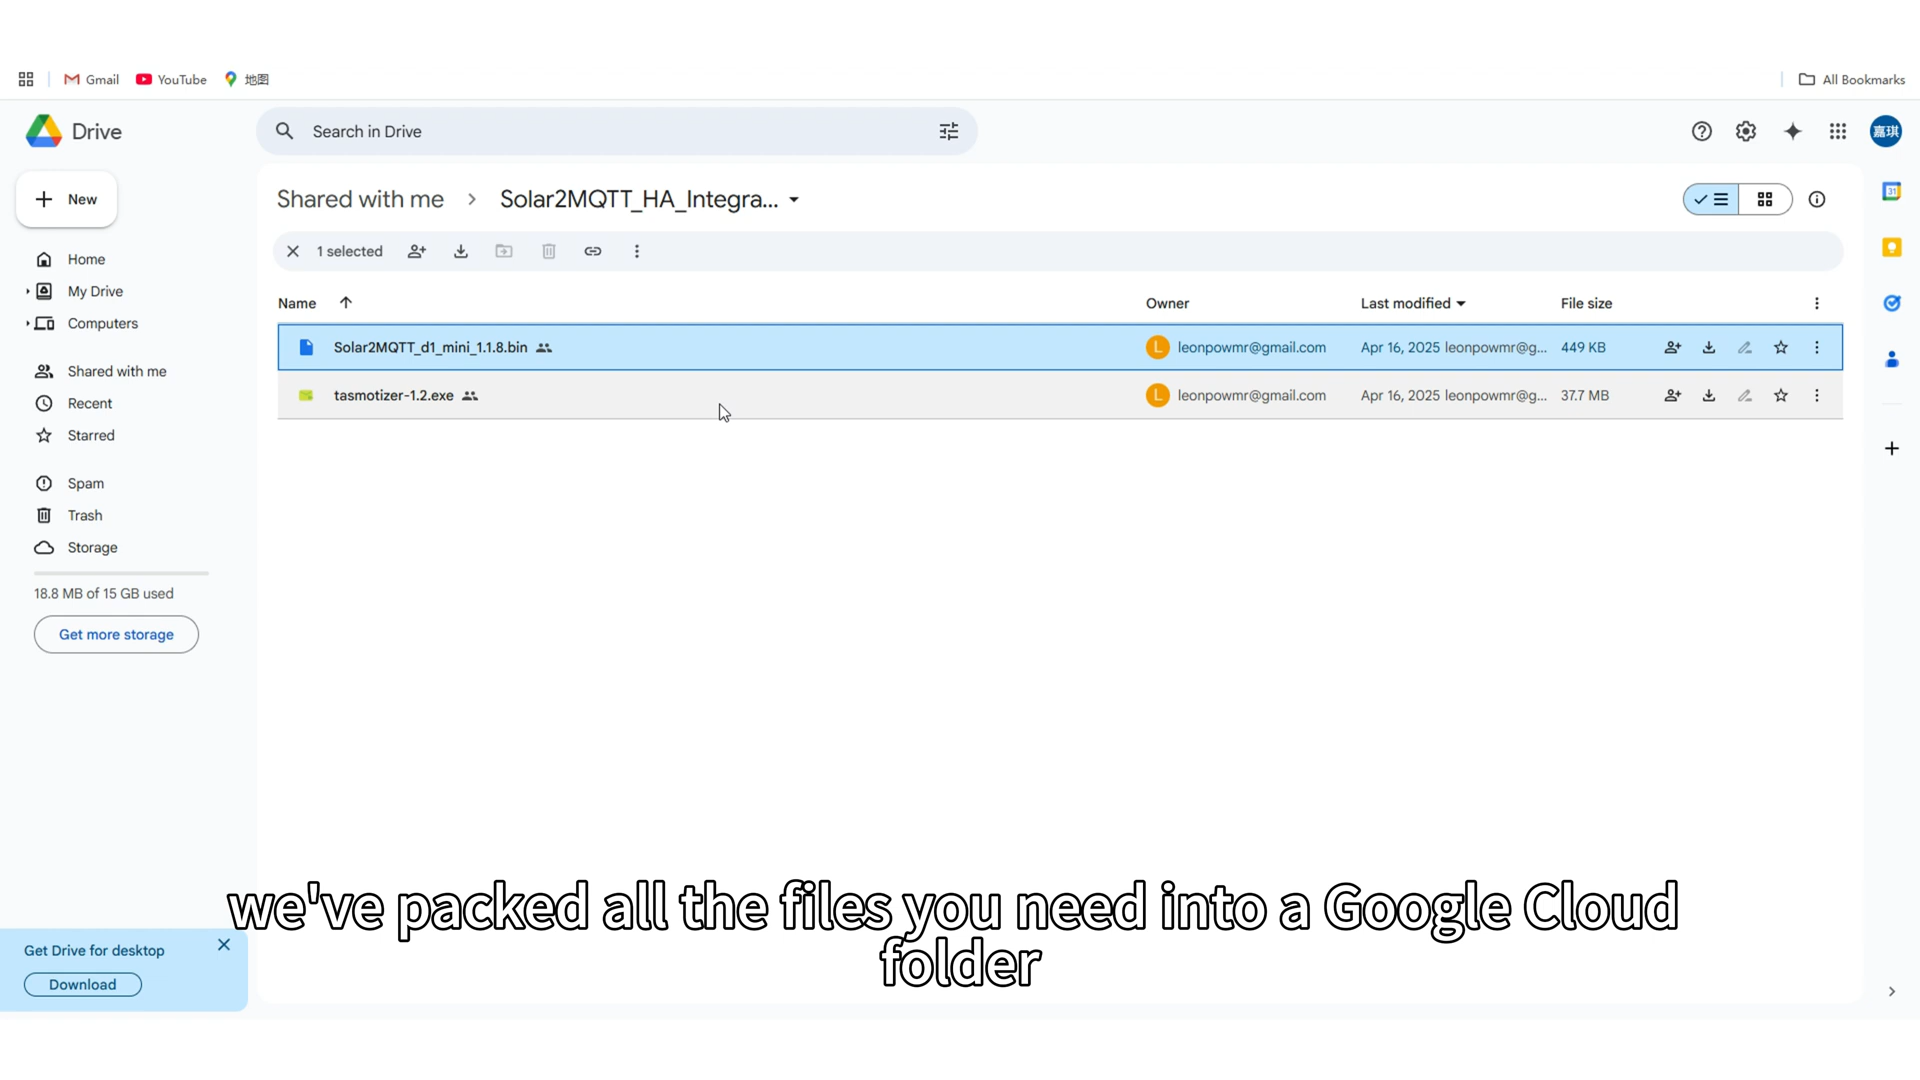 Gmail
YouTube
地图
All Bookmarks
Drive
Search in Drive
嘉琪
New
Shared with me
Solar2MQTT_HA_Integra...
31
1 selected
Home
My Drive
Computers
Shared with me
Recent
Starred
Spam
Trash
Storage
18.8 MB of 15 GB used
Get more storage
Name Owner Last modified File size
Solar2MQTT_d1_mini_1.1.8.bin L leonpowmr@gmail.com Apr 16, 2025 leonpowmr@g... 449 KB
tasmotizer-1.2.exe L leonpowmr@gmail.com Apr 16, 2025 leonpowmr@g... 37.7 MB
we've packed all the files you need into a Google Cloud
folder
Get Drive for desktop
Download